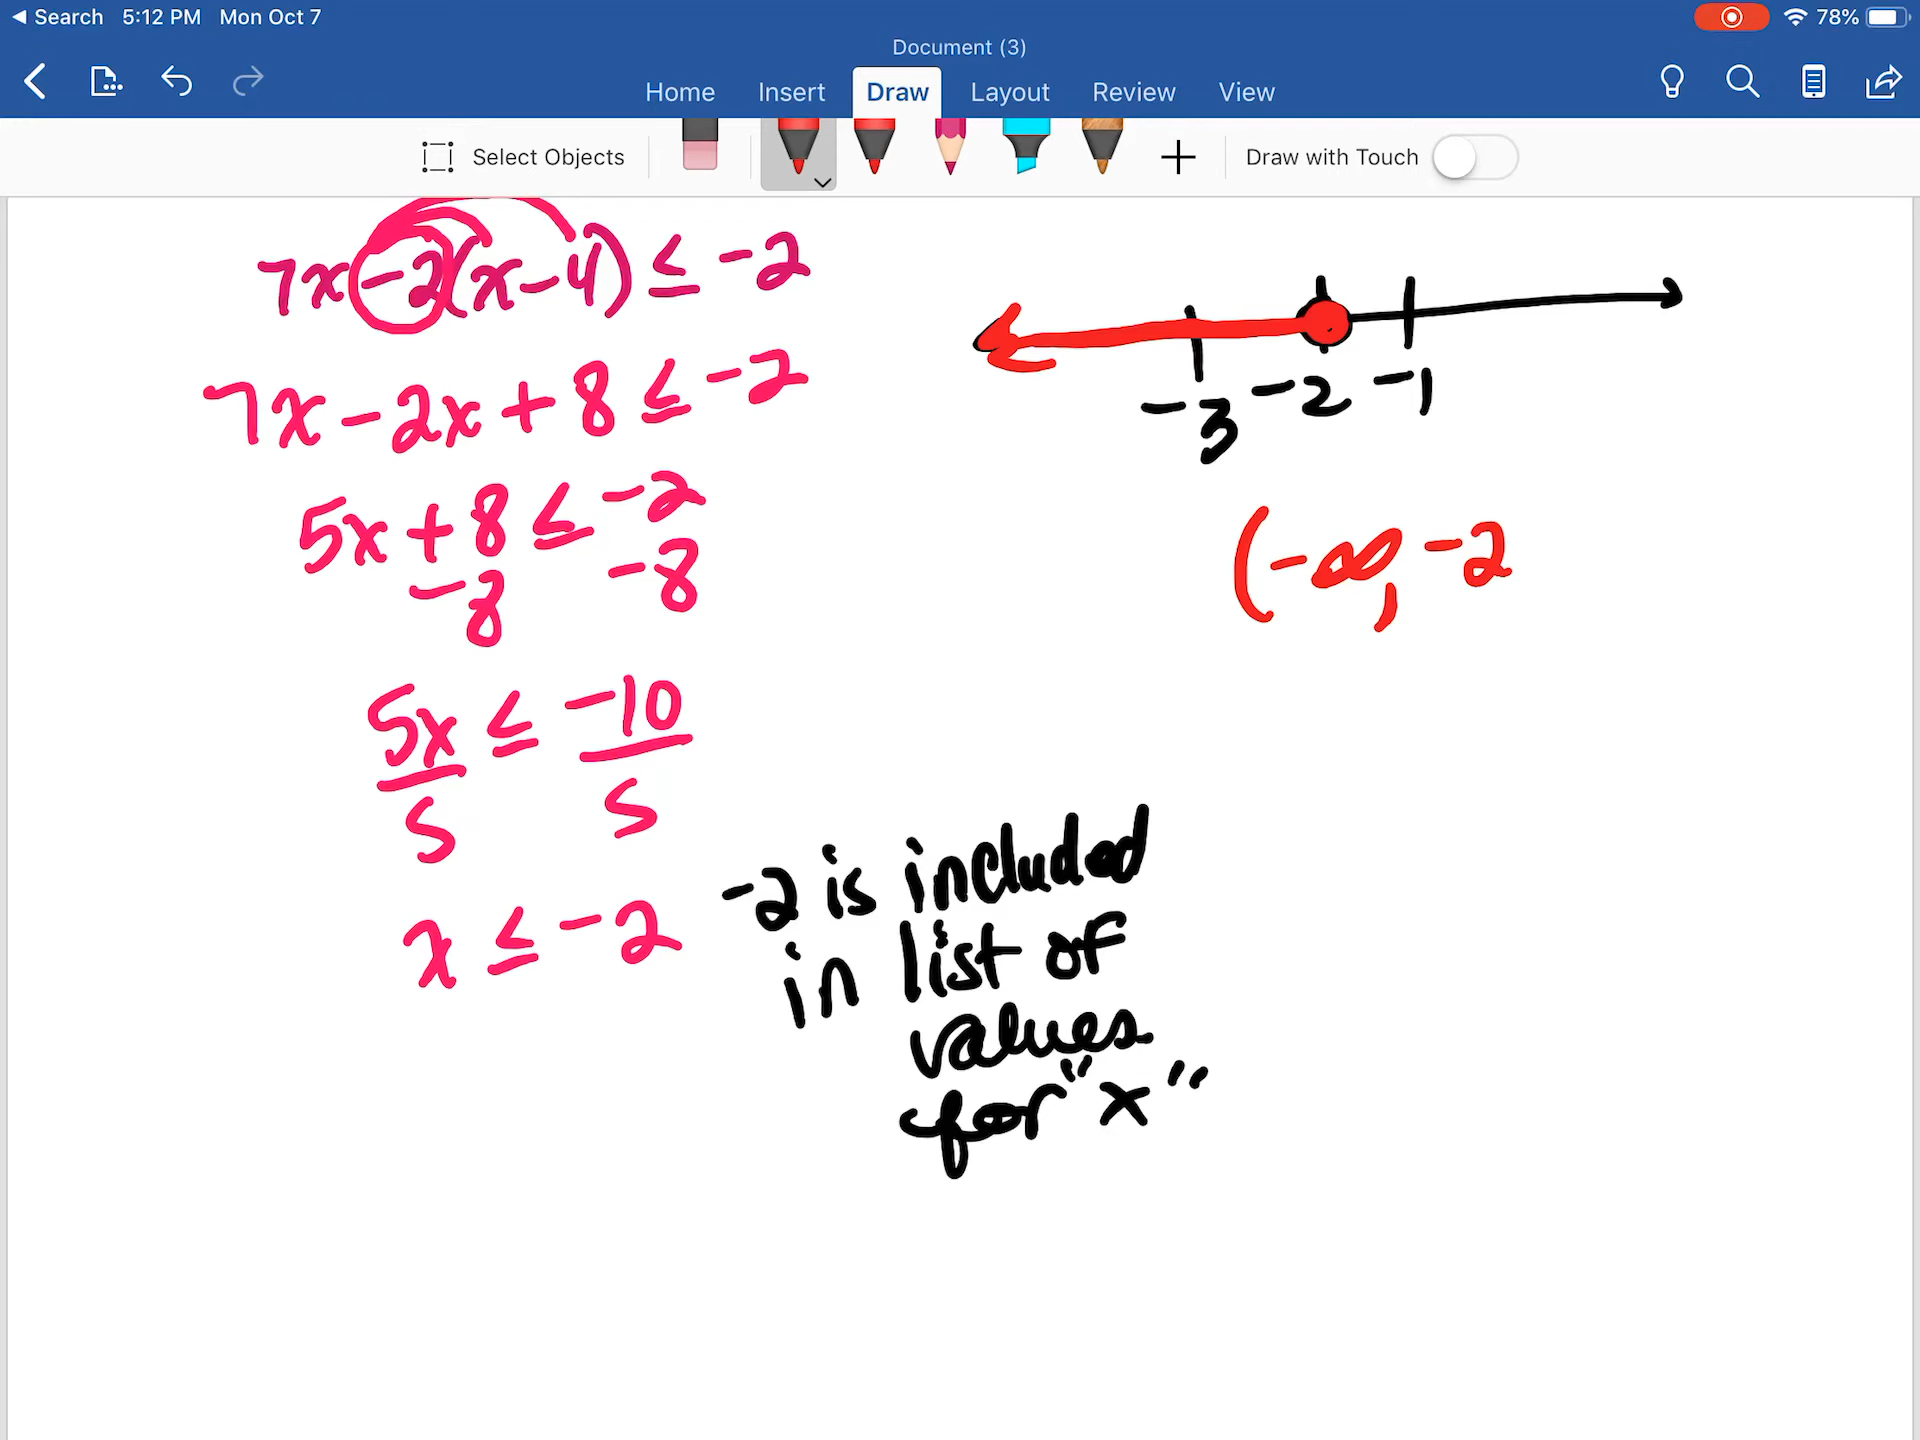 Search 5:12 PM Mon Oct 7 78%
Document (3)
Home Insert Draw Layout Review View
Select Objects Draw with Touch
7x-2(x-4) ≤ -2
7x-2x+8 ≤ -2
5x+8 ≤ -2
-8 -8
5x ≤ -10
5 5
x ≤ -2
-3 -2 -1
(-∞, -2
-2 is included
in list of
values
for "x"